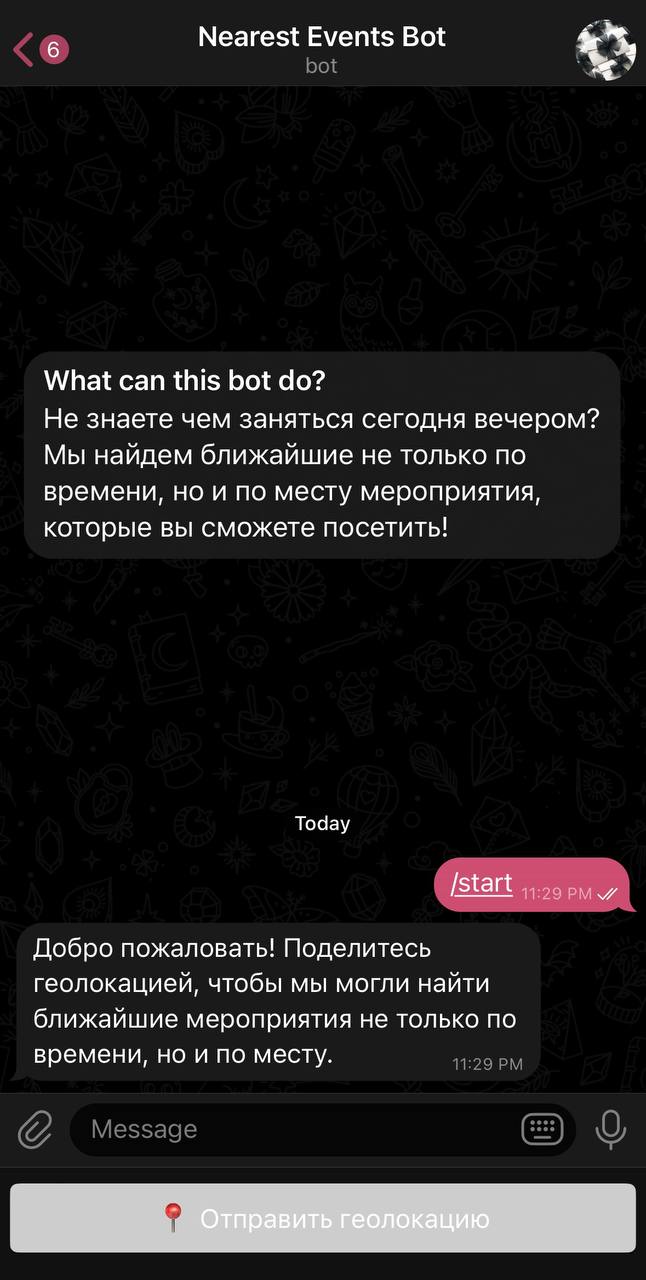 6
Nearest Events Bot
bot
What can this bot do?
Не знаете чем заняться сегодня вечером?
Мы найдем ближайшие не только по
времени, но и по месту мероприятия,
которые вы сможете посетить!
Today
/start 11:29 PM
Добро пожаловать! Поделитесь
геолокацией, чтобы мы могли найти
ближайшие мероприятия не только по
времени, но и по месту.
11:29 PM
Message
Отправить геолокацию